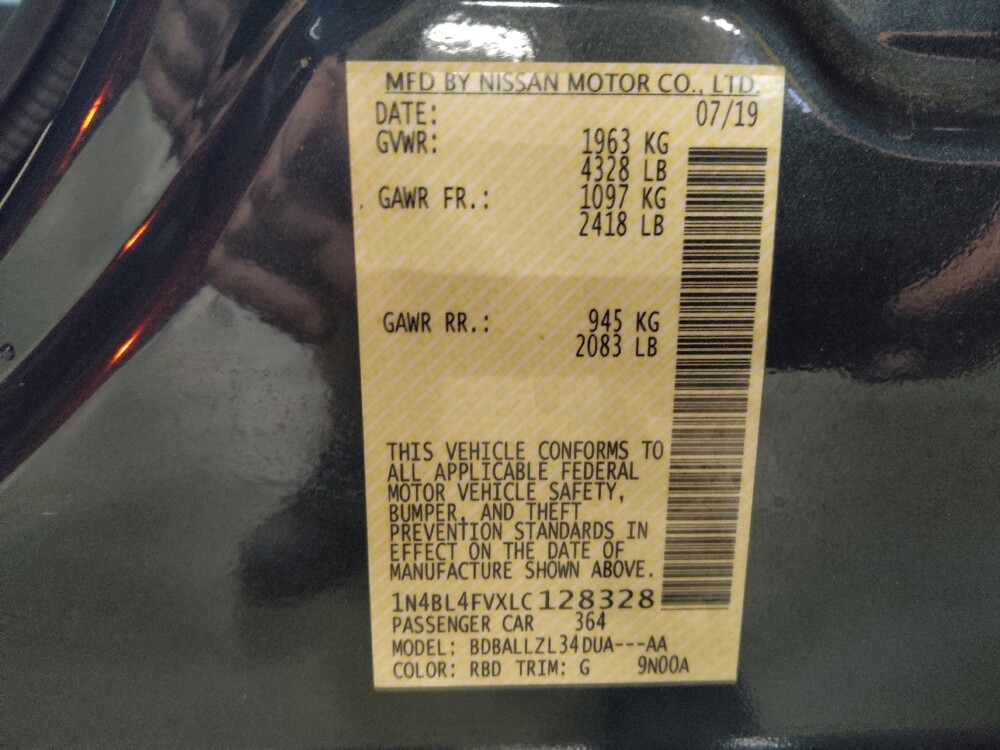 MFD BY NISSAN MOTOR CO., LTD.
DATE: 07/19
GVWR: 1963 KG
4328 LB
GAWR FR.: 1097 KG
2418 LB
GAWR RR.: 945 KG
2083 LB
THIS VEHICLE CONFORMS TO
ALL APPLICABLE FEDERAL
MOTOR VEHICLE SAFETY,
BUMPER, AND THEFT
PREVENTION STANDARDS IN
EFFECT ON THE DATE OF
MANUFACTURE SHOWN ABOVE.
1N4BL4FVXLC128328
PASSENGER CAR 364
MODEL: BDBALLZL34DUA---AA
COLOR: RBD TRIM: G 9N00A